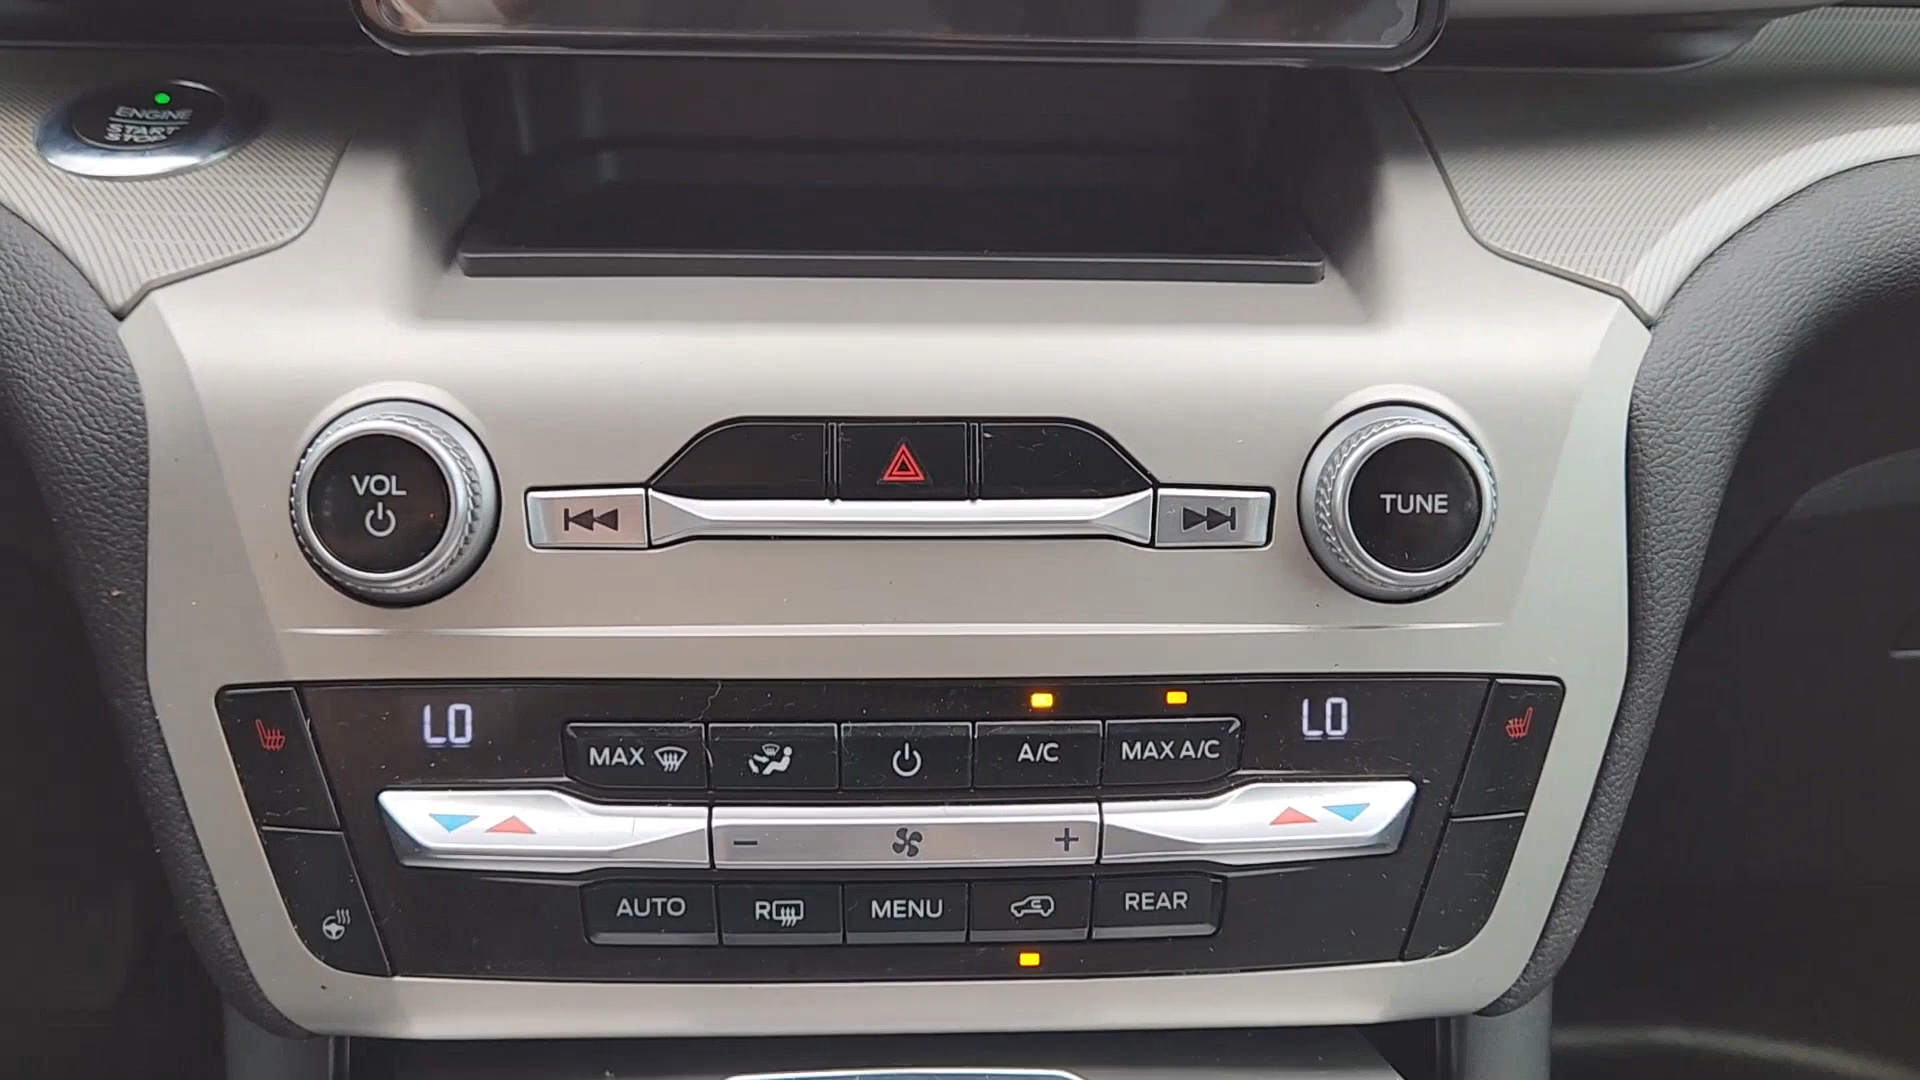 ENGINE
START
STOP
VOL
TUNE
LO
LO
MAX
A/C
MAX A/C
- +
AUTO
R
MENU
REAR